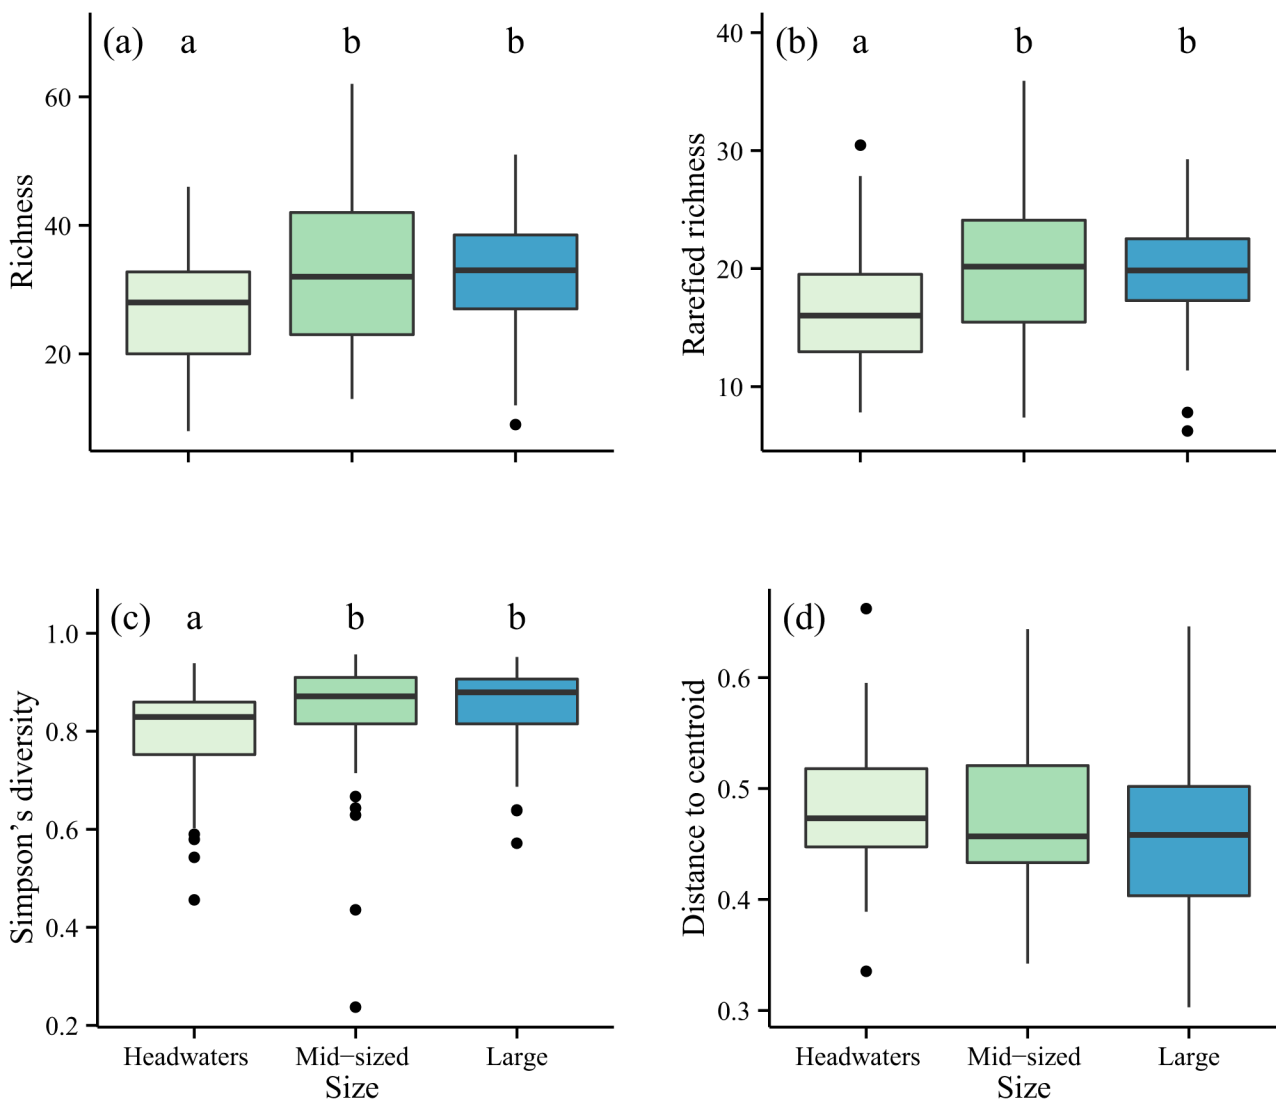 (a) a b b
Richness
60
40
20
(b) a b b
Rarefied richness
40
30
20
10
(c) a b b
Simpson’s diversity
1.0
0.8
0.6
0.4
0.2
Headwaters Mid−sized Large
Size
(d)
Distance to centroid
0.6
0.5
0.4
0.3
Headwaters Mid−sized Large
Size